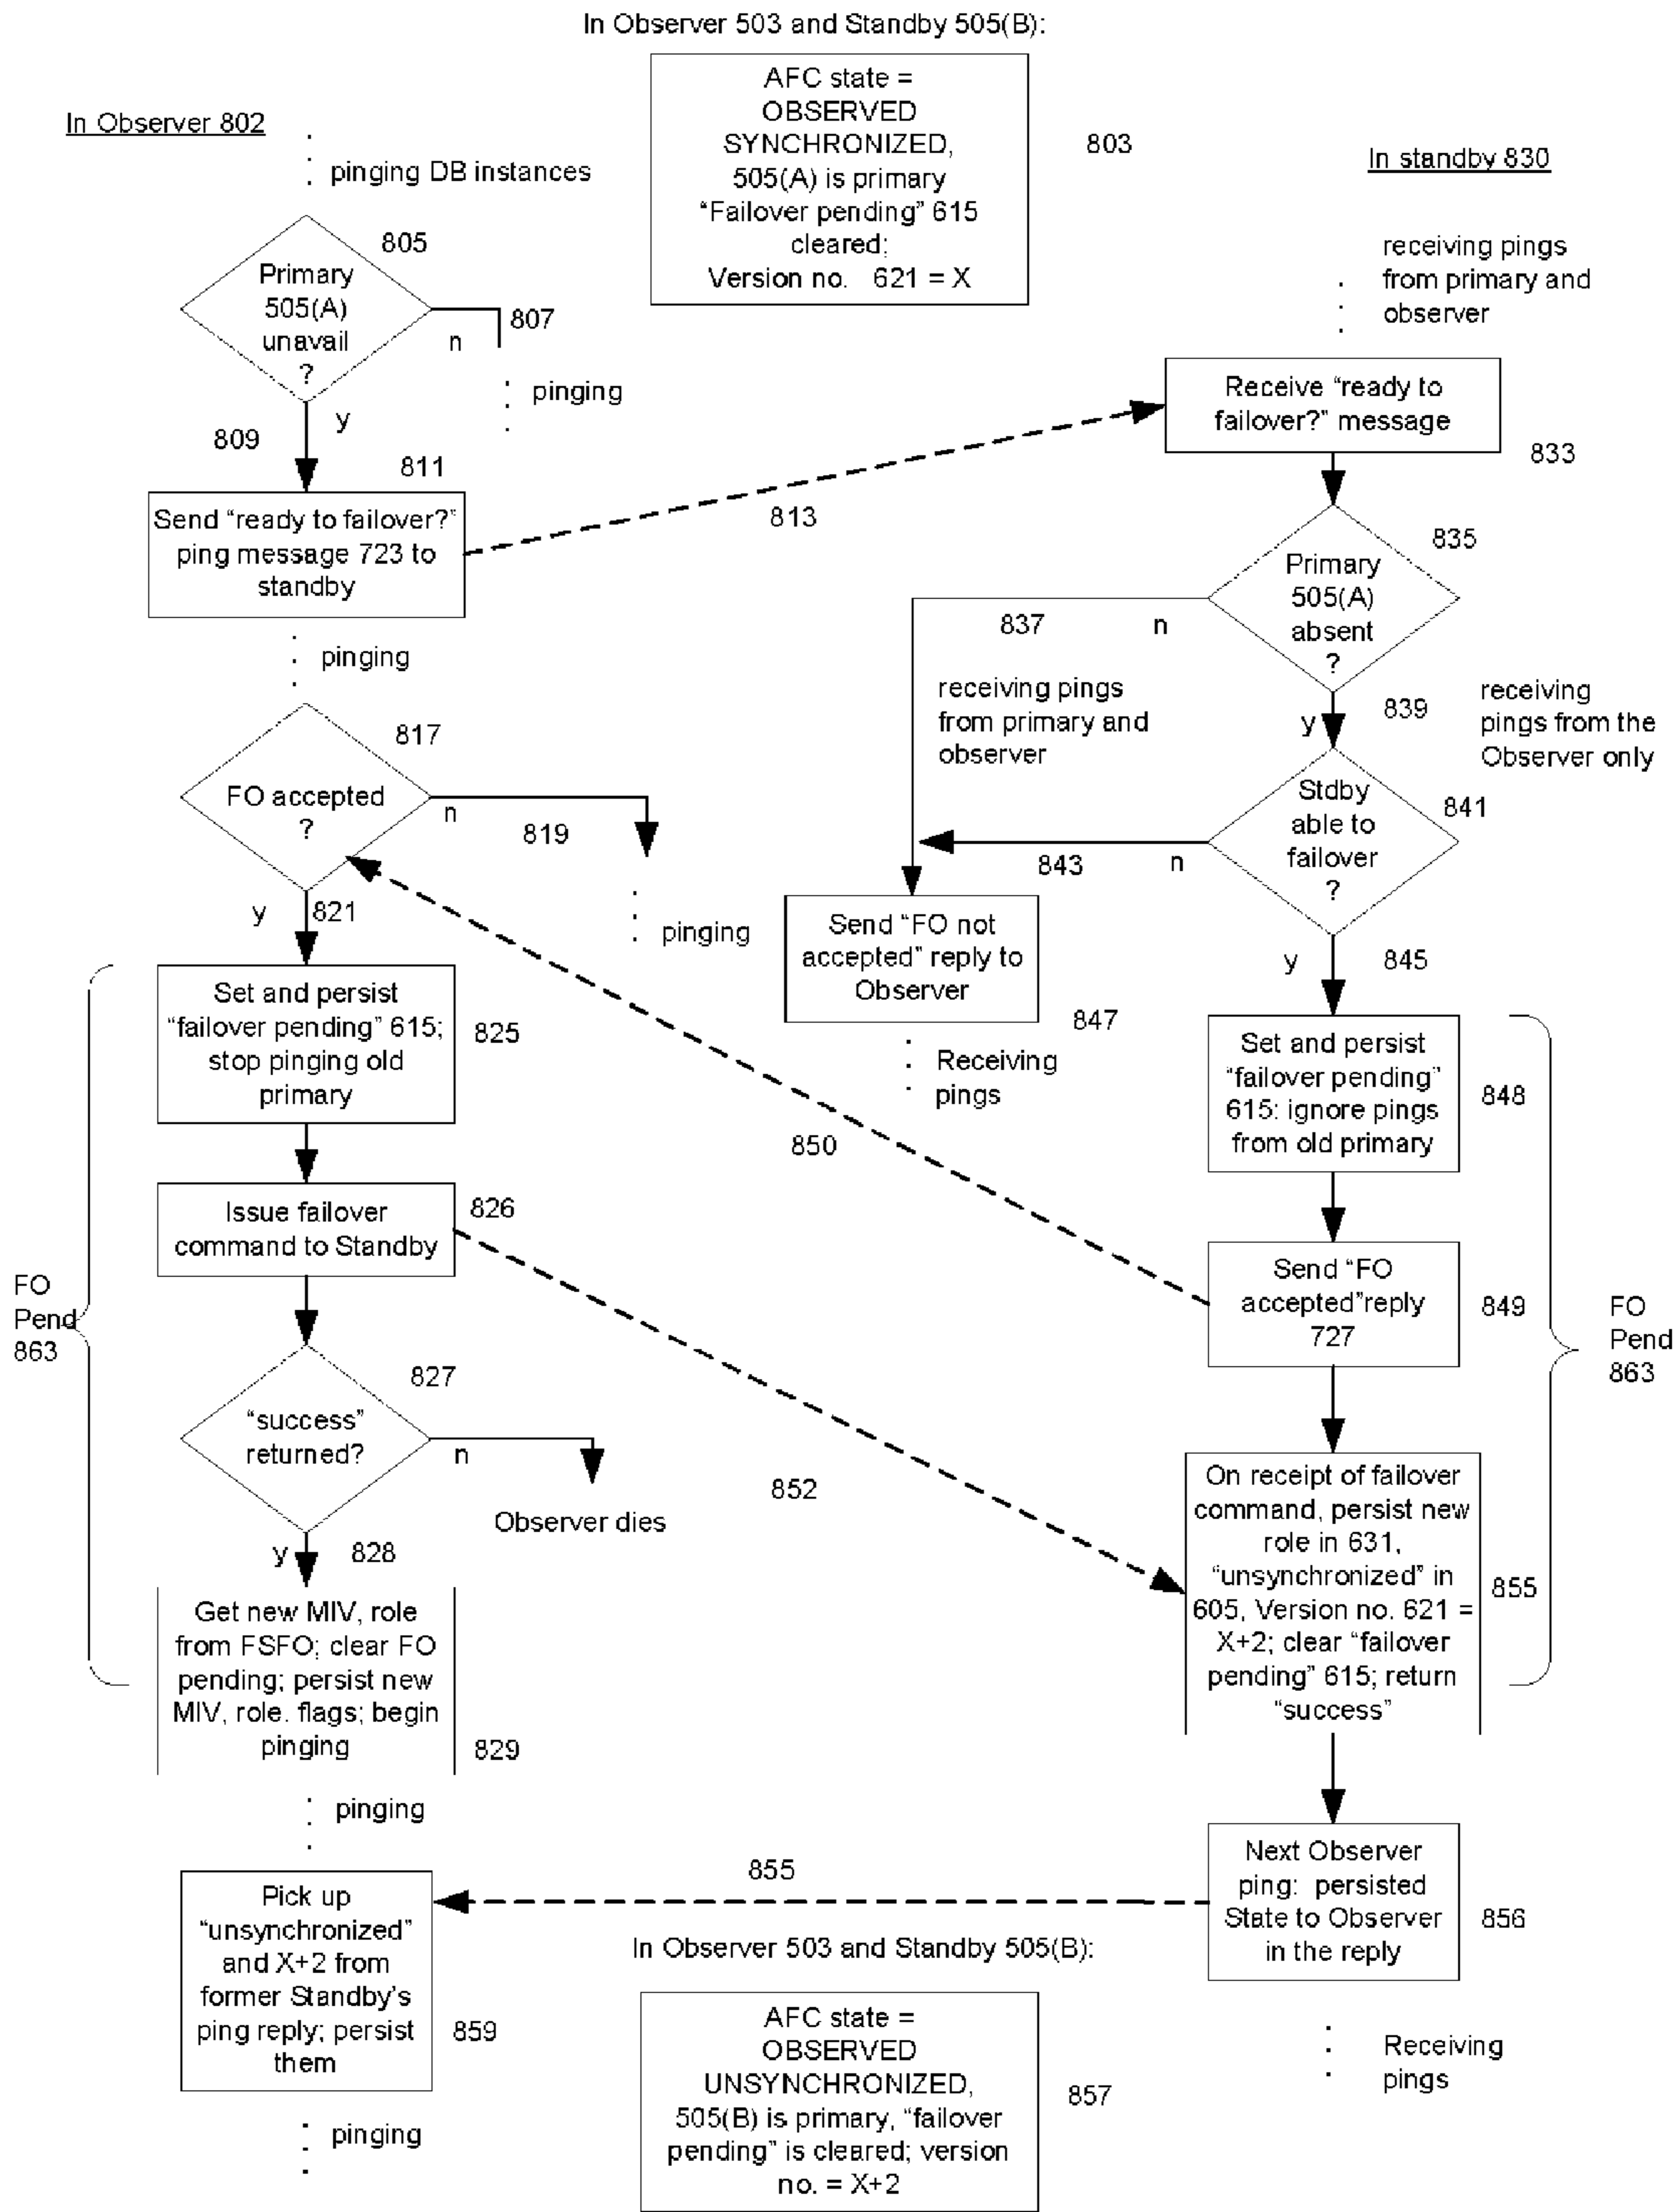 In Observer 503 and Standby 505(B):
AFC state =
OBSERVED
SYNCHRONIZED,
505(A) is primary
“Failover pending” 615
cleared;
Version no. 621 = X
803
In Observer 802
pinging DB instances
805
Primary
505(A)
unavail
?
807
n
pinging
y
809
811
Send “ready to failover?”
ping message 723 to
standby
813
pinging
817
FO accepted
?
n
819
pinging
y
821
Set and persist
“failover pending” 615;
stop pinging old
primary
825
Issue failover
command to Standby
826
FO
Pend
863
827
“success”
returned?
n
Observer dies
y
828
Get new MIV, role
from FSFO; clear FO
pending; persist new
MIV, role. flags; begin
pinging
829
pinging
Pick up
“unsynchronized”
and X+2 from
former Standby’s
ping reply; persist
them
859
pinging
In standby 830
receiving pings
from primary and
observer
Receive “ready to
failover?” message
833
835
Primary
505(A)
absent
?
837
n
receiving pings
from primary and
observer
y
839
receiving
pings from the
Observer only
Stdby
able to
failover
?
841
843
n
Send “FO not
accepted” reply to
Observer
847
Receiving
pings
y
845
Set and persist
“failover pending”
615: ignore pings
from old primary
848
850
Send “FO
accepted”reply
727
849
FO
Pend
863
852
On receipt of failover
command, persist new
role in 631,
“unsynchronized” in
605, Version no. 621 =
X+2; clear “failover
pending” 615; return
“success”
855
Next Observer
ping: persisted
State to Observer
in the reply
856
855
Receiving
pings
In Observer 503 and Standby 505(B):
AFC state =
OBSERVED
UNSYNCHRONIZED,
505(B) is primary, “failover
pending” is cleared; version
no. = X+2
857